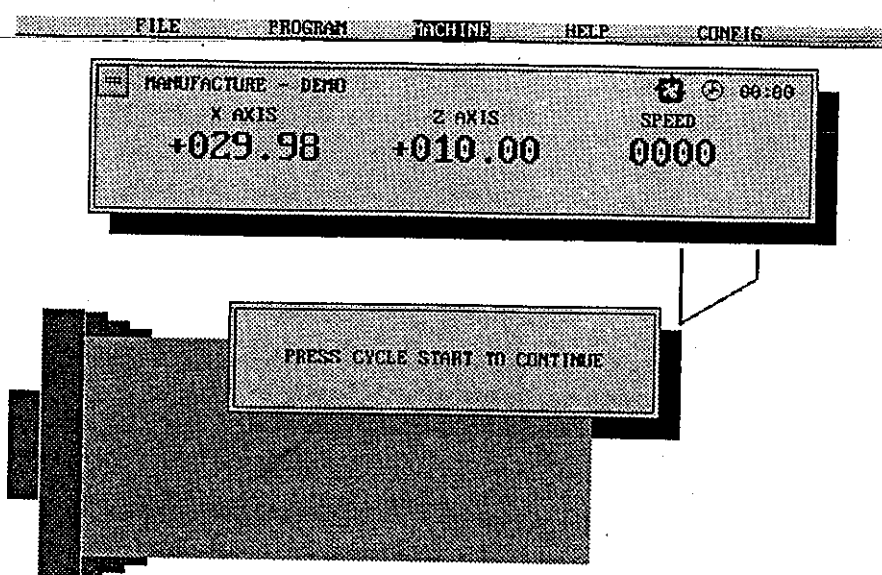 FILE PROGRAM MACHINE HELP CONFIG
MANUFACTURE - DEMO 00:00
X AXIS Z AXIS SPEED
+029.98 +010.00 0000
PRESS CYCLE START TO CONTINUE